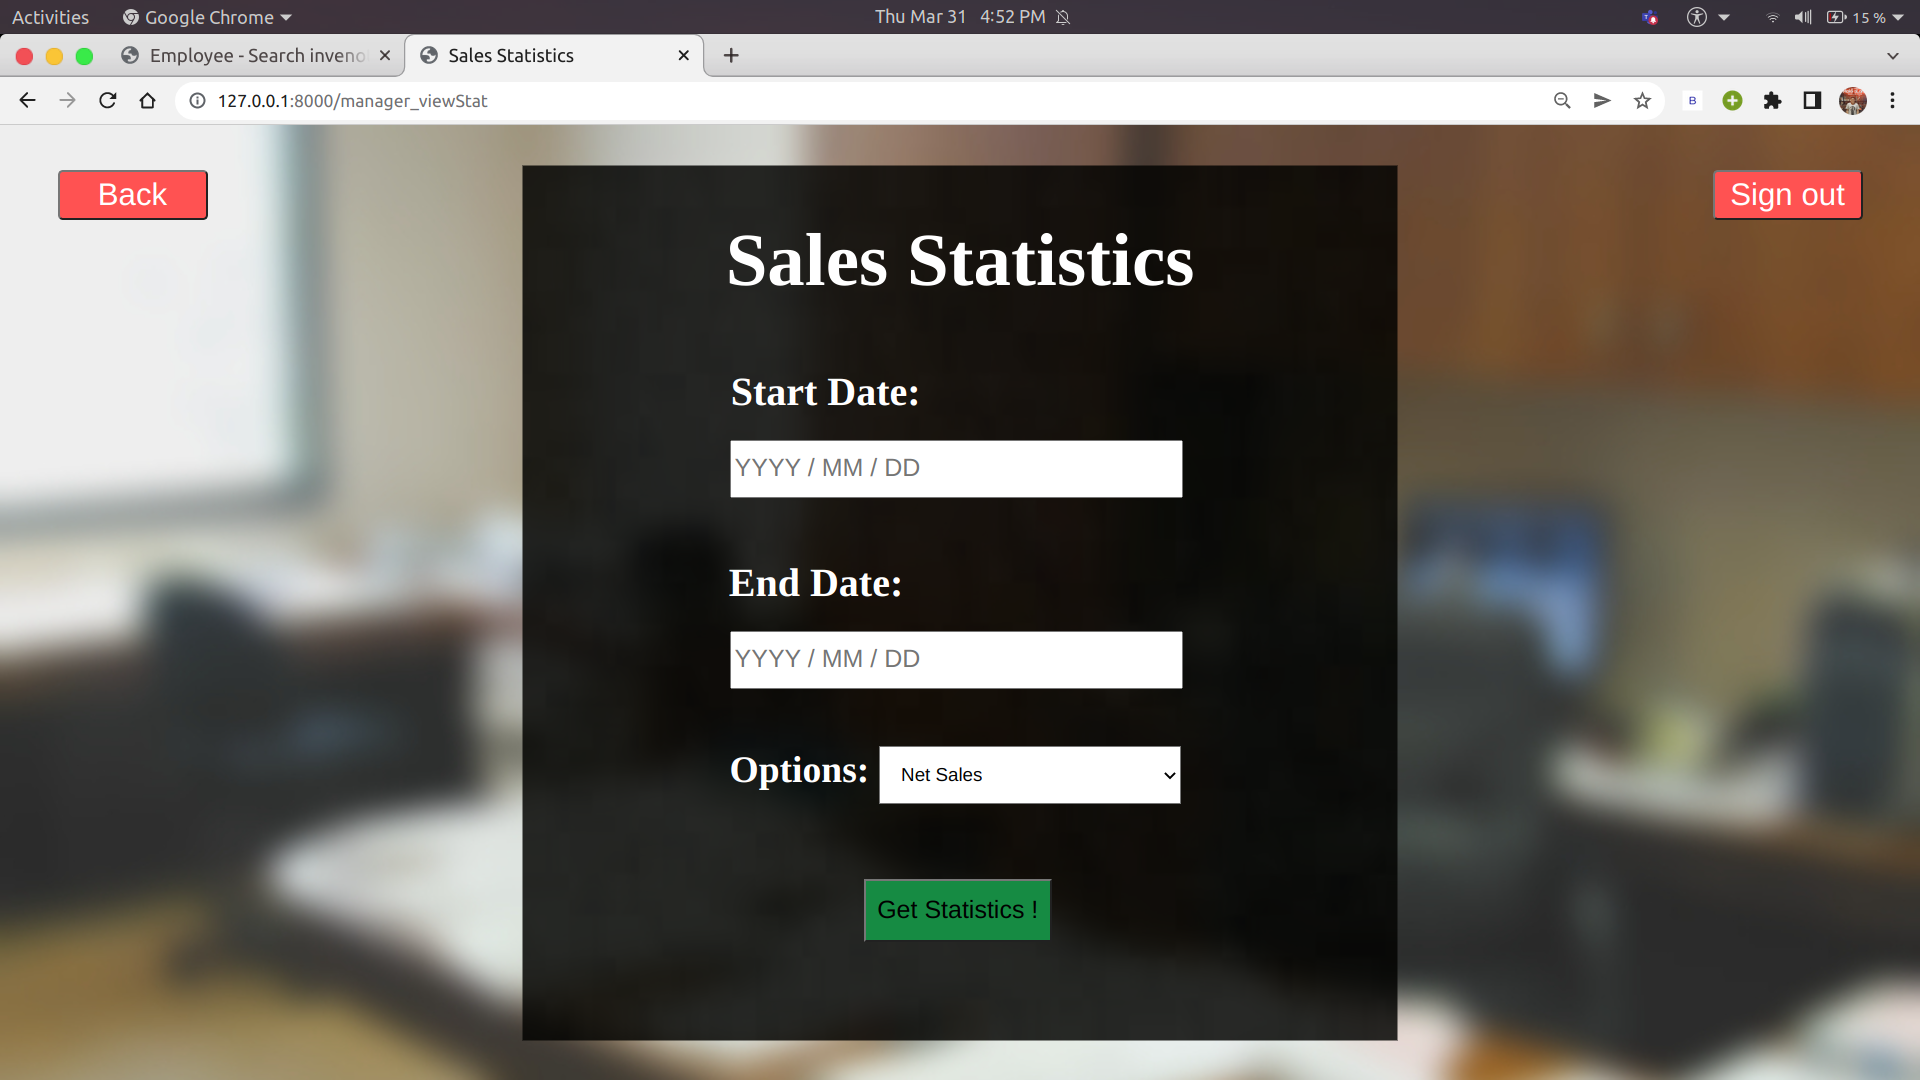 Activities Google Chrome Thu Mar 31 4:52 PM 15 %
Employee - Search inven Sales Statistics
127.0.0.1:8000/manager_viewStat B
Back Sign out
Sales Statistics
Start Date:
YYYY / MM / DD
End Date:
YYYY / MM / DD
Options: Net Sales
Get Statistics !